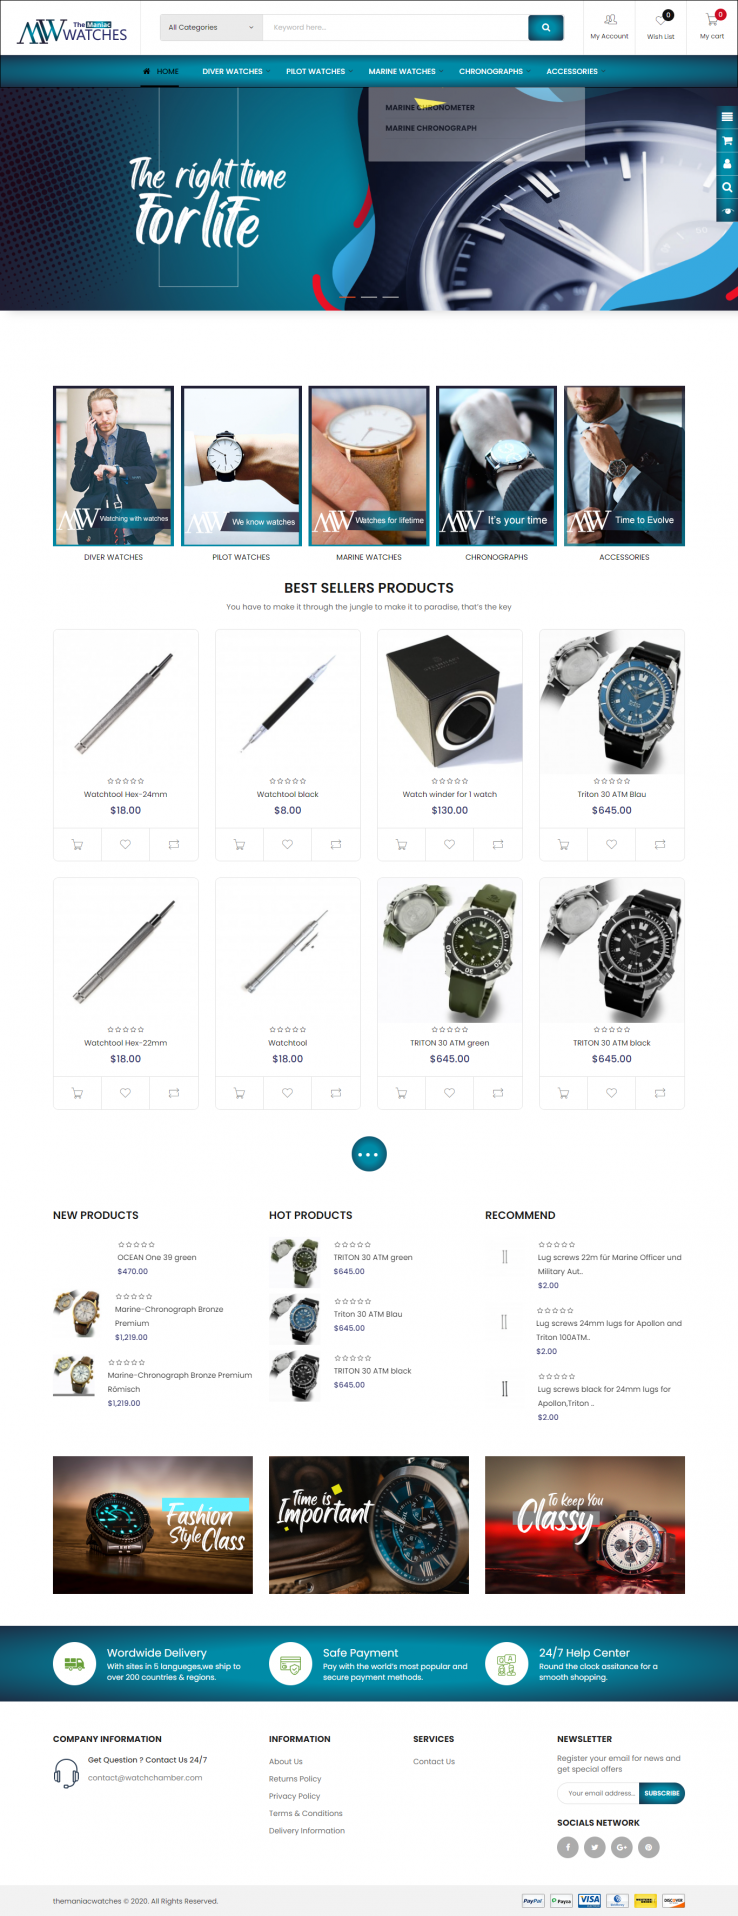 The Maniac
MW WATCHES
All Categories
Keyword here...
My Account
0
Wish List
0
My cart
HOME
DIVER WATCHES
PILOT WATCHES
MARINE WATCHES
CHRONOGRAPHS
ACCESSORIES
MARINE CHRONOMETER
MARINE CHRONOGRAPH
The right time
for life
50
MW Watching with watches
MW We know watches
MW Watches for lifetime
MW It's your time
MW Time to Evolve
DIVER WATCHES
PILOT WATCHES
MARINE WATCHES
CHRONOGRAPHS
ACCESSORIES
BEST SELLERS PRODUCTS
You have to make it through the jungle to make it to paradise, that's the key
Watchtool Hex-24mm
$18.00
Watchtool black
$8.00
Watch winder for 1 watch
$130.00
Triton 30 ATM Blau
$645.00
Watchtool Hex-22mm
$18.00
Watchtool
$18.00
TRITON 30 ATM green
$645.00
TRITON 30 ATM black
$645.00
NEW PRODUCTS
OCEAN One 39 green
$470.00
Marine-Chronograph Bronze
Premium
$1,219.00
Marine-Chronograph Bronze Premium
Römisch
$1,219.00
HOT PRODUCTS
TRITON 30 ATM green
$645.00
Triton 30 ATM Blau
$645.00
TRITON 30 ATM black
$645.00
RECOMMEND
Lug screws 22m für Marine Officer und
Military Aut..
$2.00
Lug screws 24mm lugs for Apollon and
Triton 100ATM..
$2.00
Lug screws black for 24mm lugs for
Apollon,Triton ..
$2.00
Fashion
Style Class
Time is
Important
To Keep You
Classy
Wordwide Delivery
With sites in 5 langueges,we ship to
over 200 countries & regions.
Safe Payment
Pay with the world's most popular and
secure payment methods.
24/7 Help Center
Round the clock assitance for a
smooth shopping.
COMPANY INFORMATION
Get Question ? Contact Us 24/7
contact@watchchamber.com
INFORMATION
About Us
Returns Policy
Privacy Policy
Terms & Conditions
Delivery Information
SERVICES
Contact Us
NEWSLETTER
Register your email for news and
get special offers
Your email address..
SUBSCRIBE
SOCIALS NETWORK
themaniacwatches © 2020. All Rights Reserved.
PayPal
Payza
VISA
DISCOVER